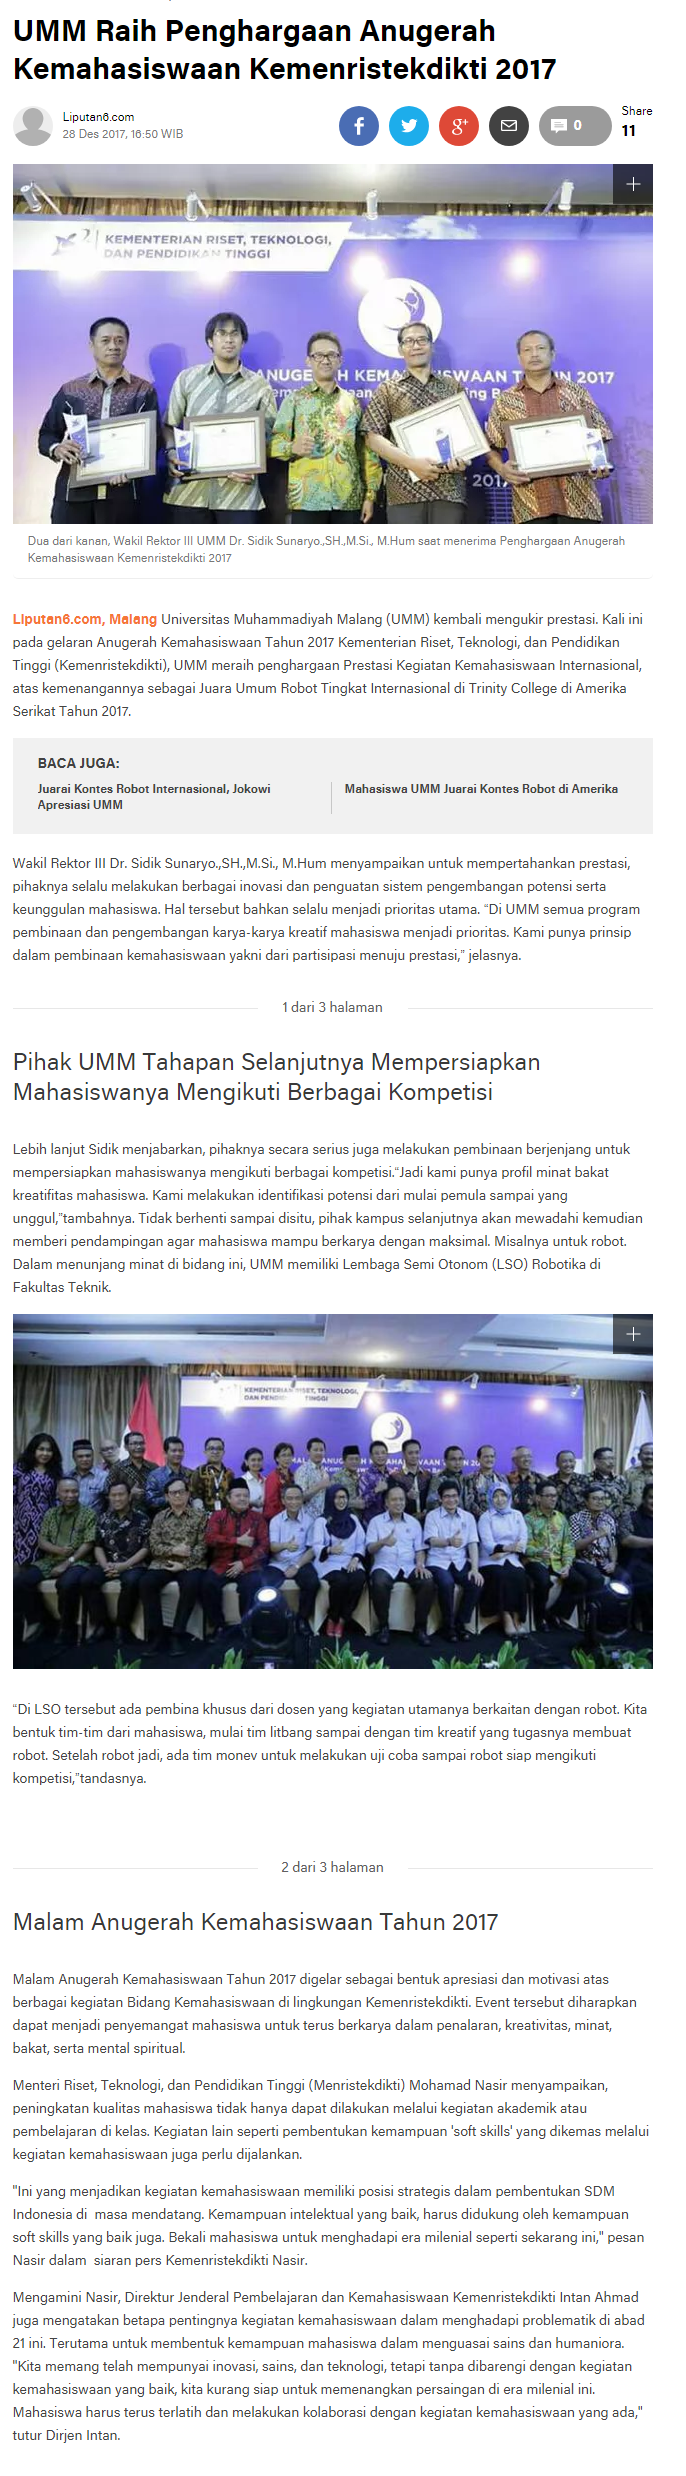 UMM Raih Penghargaan Anugerah
Kemahasiswaan Kemenristekdikti 2017
Liputan6.com
28 Des 2017, 16:50 WIB
0
Share
11
KEMENTERIAN RISET, TEKNOLOGI,
DAN PENDIDIKAN TINGGI
2017
Dua dari kanan, Wakil Rektor III UMM Dr. Sidik Sunaryo.,SH.,M.Si., M.Hum saat menerima Penghargaan Anugerah
Kemahasiswaan Kemenristekdikti 2017
Liputan6.com, Malang Universitas Muhammadiyah Malang (UMM) kembali mengukir prestasi. Kali ini
pada gelaran Anugerah Kemahasiswaan Tahun 2017 Kementerian Riset, Teknologi, dan Pendidikan
Tinggi (Kemenristekdikti), UMM meraih penghargaan Prestasi Kegiatan Kemahasiswaan Internasional,
atas kemenangannya sebagai Juara Umum Robot Tingkat Internasional di Trinity College di Amerika
Serikat Tahun 2017.
BACA JUGA:
Juarai Kontes Robot Internasional, Jokowi
Apresiasi UMM
Mahasiswa UMM Juarai Kontes Robot di Amerika
Wakil Rektor III Dr. Sidik Sunaryo.,SH.,M.Si., M.Hum menyampaikan untuk mempertahankan prestasi,
pihaknya selalu melakukan berbagai inovasi dan penguatan sistem pengembangan potensi serta
keunggulan mahasiswa. Hal tersebut bahkan selalu menjadi prioritas utama. “Di UMM semua program
pembinaan dan pengembangan karya-karya kreatif mahasiswa menjadi prioritas. Kami punya prinsip
dalam pembinaan kemahasiswaan yakni dari partisipasi menuju prestasi,” jelasnya.
1 dari 3 halaman
Pihak UMM Tahapan Selanjutnya Mempersiapkan
Mahasiswanya Mengikuti Berbagai Kompetisi
Lebih lanjut Sidik menjabarkan, pihaknya secara serius juga melakukan pembinaan berjenjang untuk
mempersiapkan mahasiswanya mengikuti berbagai kompetisi.“Jadi kami punya profil minat bakat
kreatifitas mahasiswa. Kami melakukan identifikasi potensi dari mulai pemula sampai yang
unggul,”tambahnya. Tidak berhenti sampai disitu, pihak kampus selanjutnya akan mewadahi kemudian
memberi pendampingan agar mahasiswa mampu berkarya dengan maksimal. Misalnya untuk robot.
Dalam menunjang minat di bidang ini, UMM memiliki Lembaga Semi Otonom (LSO) Robotika di
Fakultas Teknik.
“Di LSO tersebut ada pembina khusus dari dosen yang kegiatan utamanya berkaitan dengan robot. Kita
bentuk tim-tim dari mahasiswa, mulai tim litbang sampai dengan tim kreatif yang tugasnya membuat
robot. Setelah robot jadi, ada tim monev untuk melakukan uji coba sampai robot siap mengikuti
kompetisi,”tandasnya.
2 dari 3 halaman
Malam Anugerah Kemahasiswaan Tahun 2017
Malam Anugerah Kemahasiswaan Tahun 2017 digelar sebagai bentuk apresiasi dan motivasi atas
berbagai kegiatan Bidang Kemahasiswaan di lingkungan Kemenristekdikti. Event tersebut diharapkan
dapat menjadi penyemangat mahasiswa untuk terus berkarya dalam penalaran, kreativitas, minat,
bakat, serta mental spiritual.
Menteri Riset, Teknologi, dan Pendidikan Tinggi (Menristekdikti) Mohamad Nasir menyampaikan,
peningkatan kualitas mahasiswa tidak hanya dapat dilakukan melalui kegiatan akademik atau
pembelajaran di kelas. Kegiatan lain seperti pembentukan kemampuan 'soft skills' yang dikemas melalui
kegiatan kemahasiswaan juga perlu dijalankan.
"Ini yang menjadikan kegiatan kemahasiswaan memiliki posisi strategis dalam pembentukan SDM
Indonesia di masa mendatang. Kemampuan intelektual yang baik, harus didukung oleh kemampuan
soft skills yang baik juga. Bekali mahasiswa untuk menghadapi era milenial seperti sekarang ini," pesan
Nasir dalam siaran pers Kemenristekdikti Nasir.
Mengamini Nasir, Direktur Jenderal Pembelajaran dan Kemahasiswaan Kemenristekdikti Intan Ahmad
juga mengatakan betapa pentingnya kegiatan kemahasiswaan dalam menghadapi problematik di abad
21 ini. Terutama untuk membentuk kemampuan mahasiswa dalam menguasai sains dan humaniora.
"Kita memang telah mempunyai inovasi, sains, dan teknologi, tetapi tanpa dibarengi dengan kegiatan
kemahasiswaan yang baik, kita kurang siap untuk memenangkan persaingan di era milenial ini.
Mahasiswa harus terus terlatih dan melakukan kolaborasi dengan kegiatan kemahasiswaan yang ada,"
tutur Dirjen Intan.